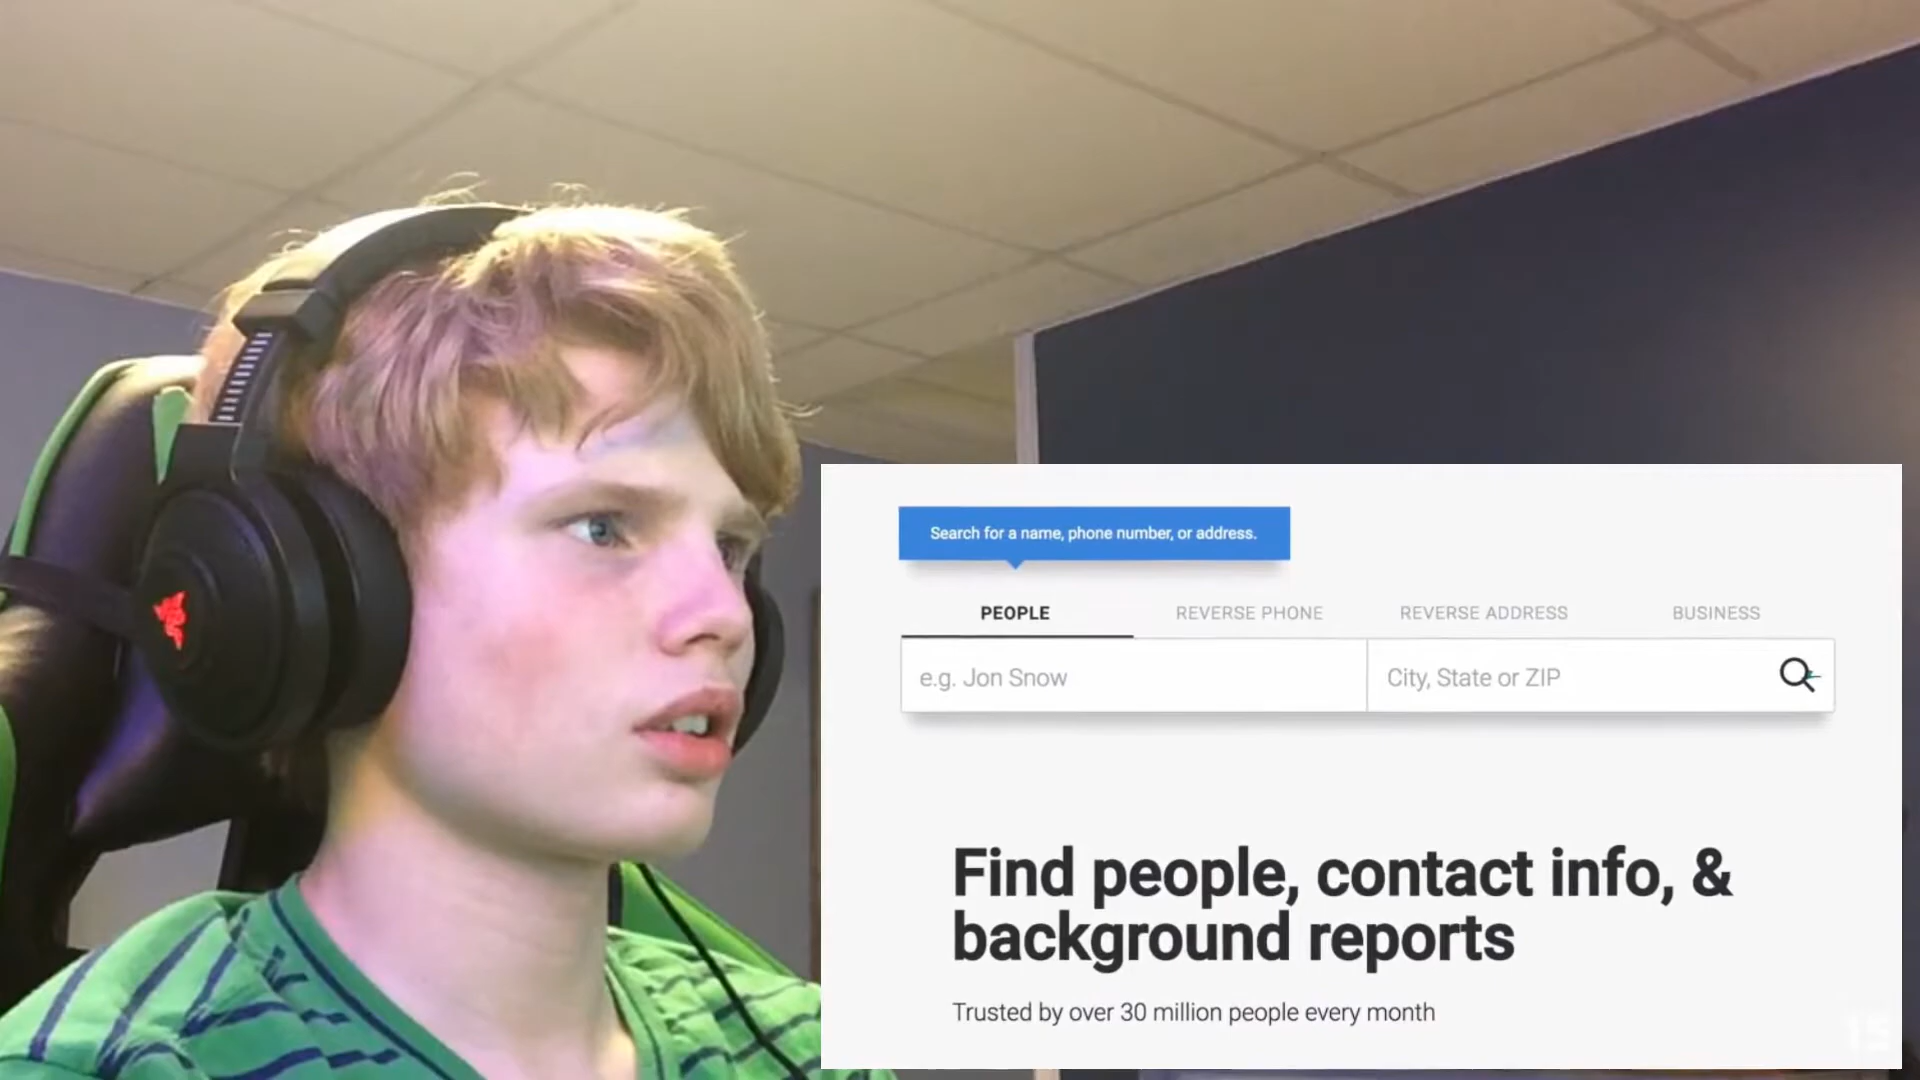 Search for a name, phone number, or address.
PEOPLE REVERSE PHONE REVERSE ADDRESS BUSINESS
e.g. Jon Snow City, State or ZIP
Find people, contact info, &
background reports
Trusted by over 30 million people every month